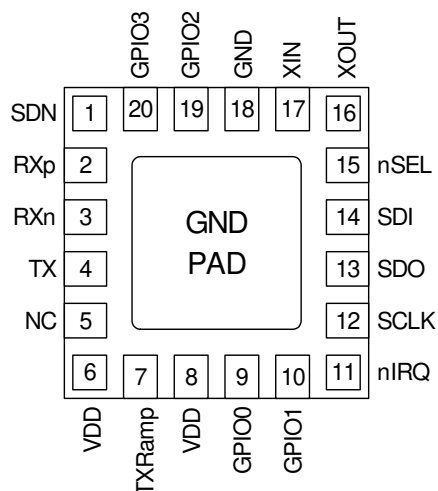 GPIO3
GPIO2
GND
XIN
XOUT
SDN
1
20
19
18
17
16
RXp
2
15
nSEL
RXn
3
GND
14
SDI
TX
4
PAD
13
SDO
NC
5
12
SCLK
6
7
8
9
10
11
nIRQ
VDD
TXRamp
VDD
GPIO0
GPIO1